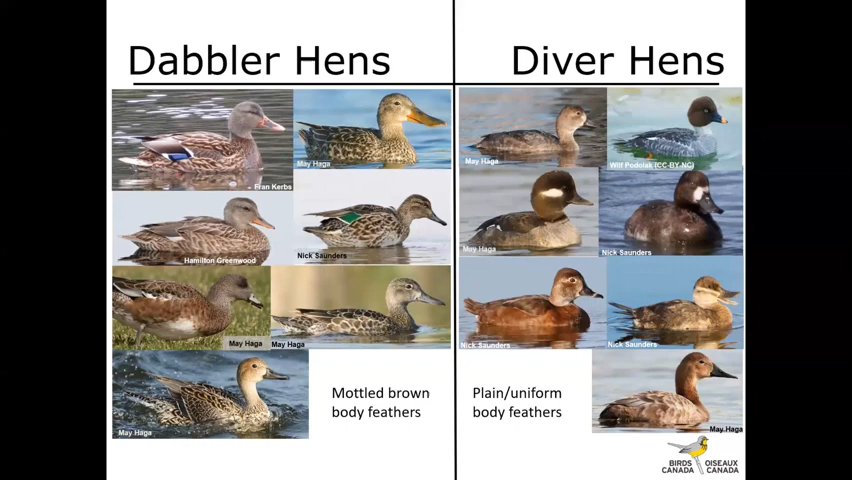 Dabbler Hens
Diver Hens
Fran Kerbs
May Haga
Hamilton Greenwood
Nick Saunders
May Haga
May Haga
May Haga
Mottled brown
body feathers
May Haga
Will Podolak (CC-BY-NC)
May Haga
Nick Saunders
Nick Saunders
Nick Saunders
May Haga
Plain/uniform
body feathers
BIRDS CANADA
OISEAUX CANADA